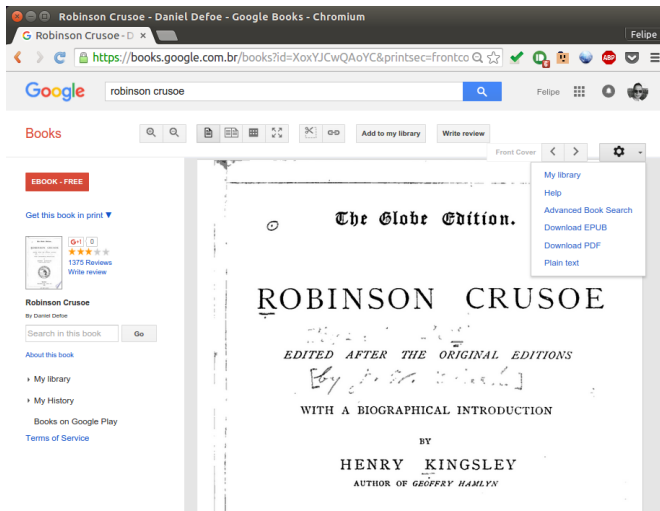 Robinson Crusoe - Daniel Defoe - Google Books - Chromium
G Robinson Crusoe - D ×
Felipe
https://books.google.com.br/books?id=XoxYJCwQAoYC&printsec=frontco
ABP
Google
robinson crusoe
Felipe
Books
Add to my library
Write review
Front Cover
My library
Help
Advanced Book Search
Download EPUB
Download PDF
Plain text
EBOOK - FREE
Get this book in print ▼
G+1 0
1375 Reviews
Write review
Robinson Crusoe
By Daniel Defoe
Search in this book
Go
About this book
› My library
› My History
Books on Google Play
Terms of Service
The Globe Edition.
ROBINSON CRUSOE
EDITED AFTER THE ORIGINAL EDITIONS
[by J. W.
WITH A BIOGRAPHICAL INTRODUCTION
BY
HENRY KINGSLEY
AUTHOR OF GEOFFRY HAMLYN